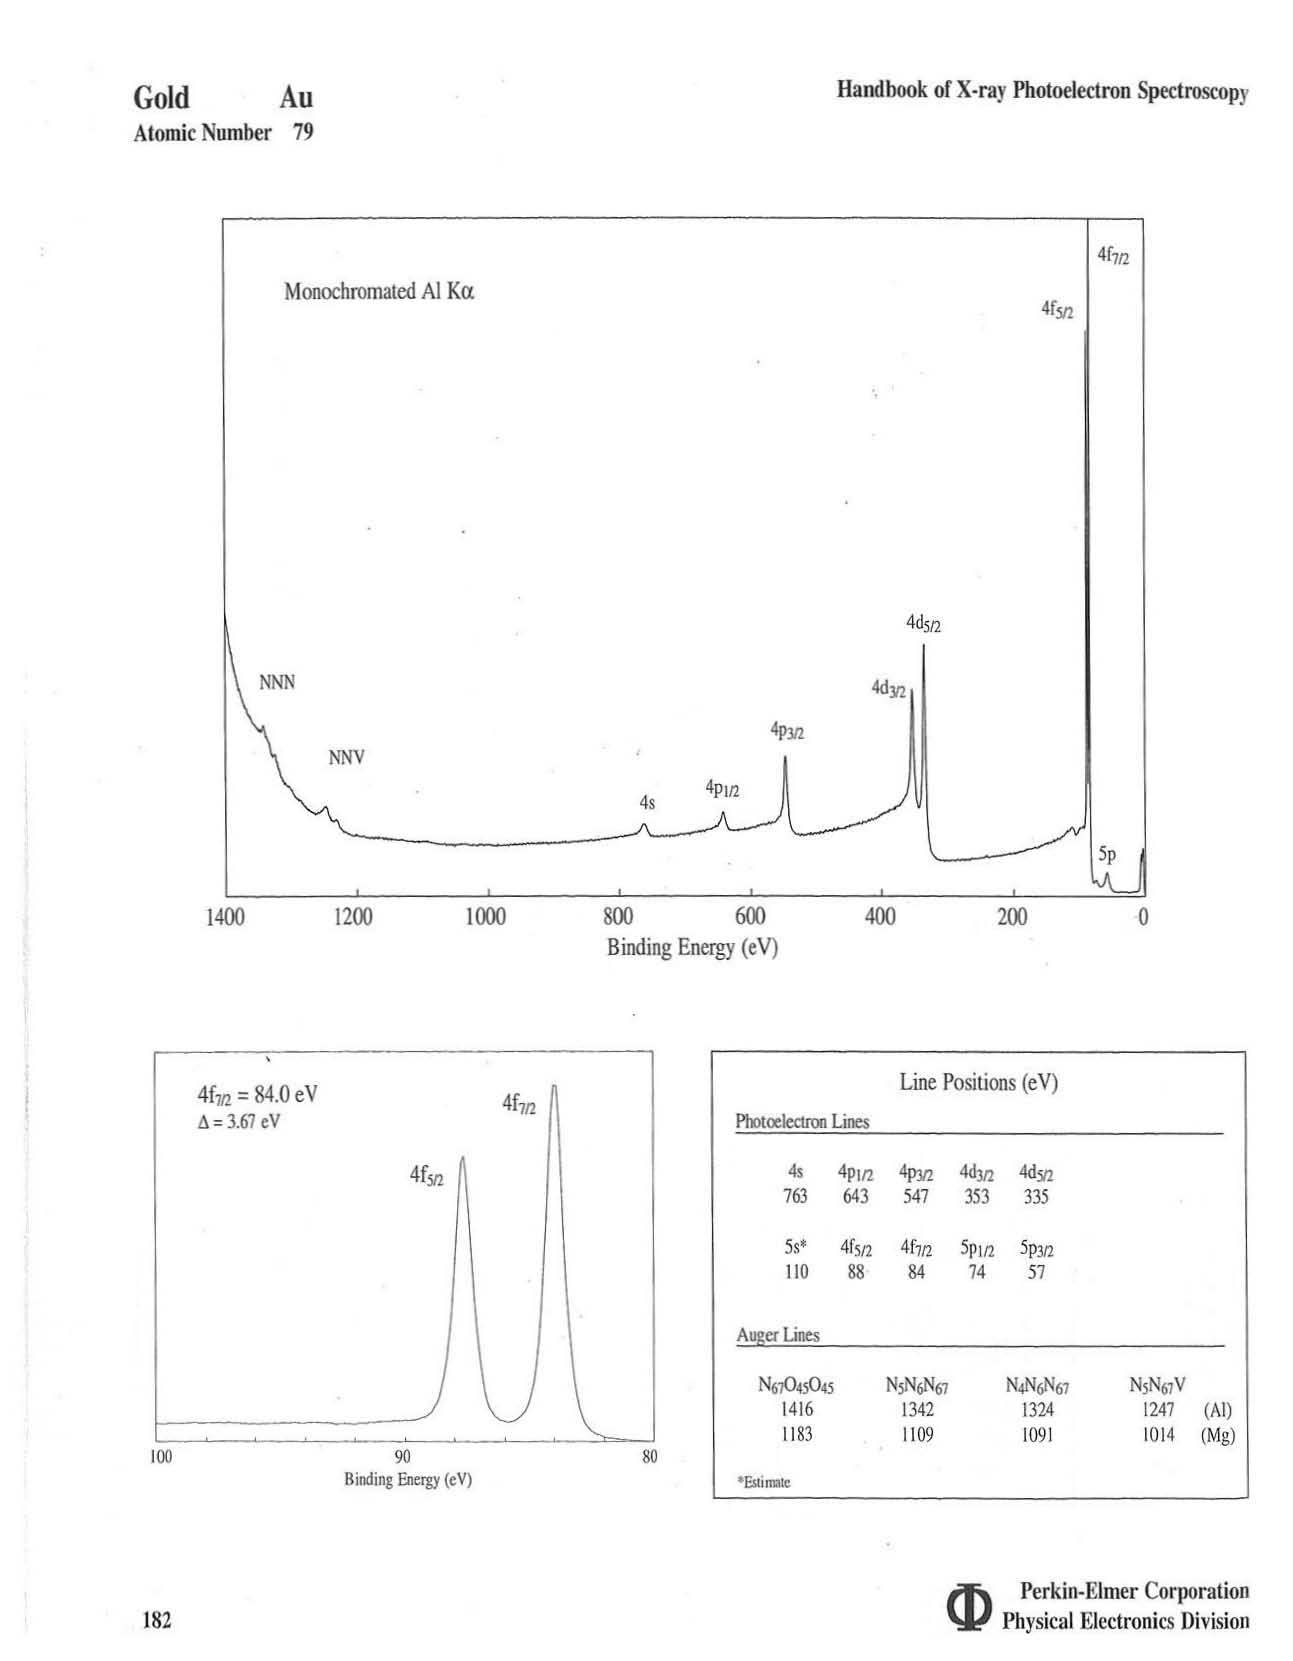 Gold Au
Atomic Number 79
Handbook of X-ray Photoelectron Spectroscopy
Monochromated Al Kα
4f7/2
4f5/2
4d5/2
4d3/2
4p3/2
4p1/2
4s
NNN
NNV
5p
1400 1200 1000 800 600 400 200 0
Binding Energy (eV)
4f7/2 = 84.0 eV
Δ = 3.67 eV
4f7/2
4f5/2
100 90 80
Binding Energy (eV)
Line Positions (eV)
Photoelectron Lines
4s 4p1/2 4p3/2 4d3/2 4d5/2
763 643 547 353 335
5s* 4f5/2 4f7/2 5p1/2 5p3/2
110 88 84 74 57
Auger Lines
N67O45O45 N5N6N67 N4N6N67 N5N67V
1416 1342 1324 1247 (Al)
1183 1109 1091 1014 (Mg)
*Estimate
182
Perkin-Elmer Corporation
Physical Electronics Division